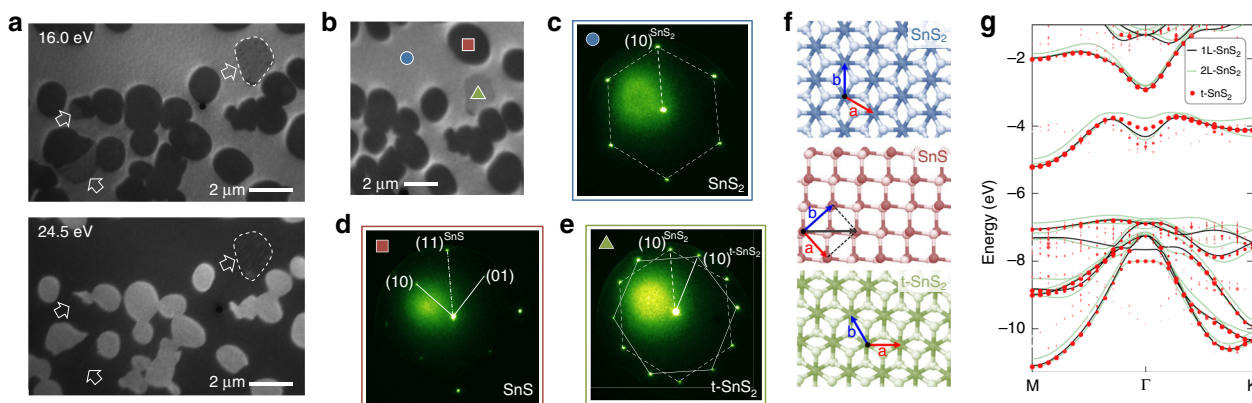 a
16.0 eV
2 μm
24.5 eV
2 μm
b
2 μm
c
(10)SnS₂
SnS₂
d
(11)SnS
(10)
(01)
SnS
e
(10)SnS₂
(10)t-SnS₂
t-SnS₂
f
SnS₂
b
a
SnS
b
a
t-SnS₂
b
a
g
1L-SnS₂
2L-SnS₂
t-SnS₂
Energy (eV)
−2
−4
−6
−8
−10
M
Γ
K